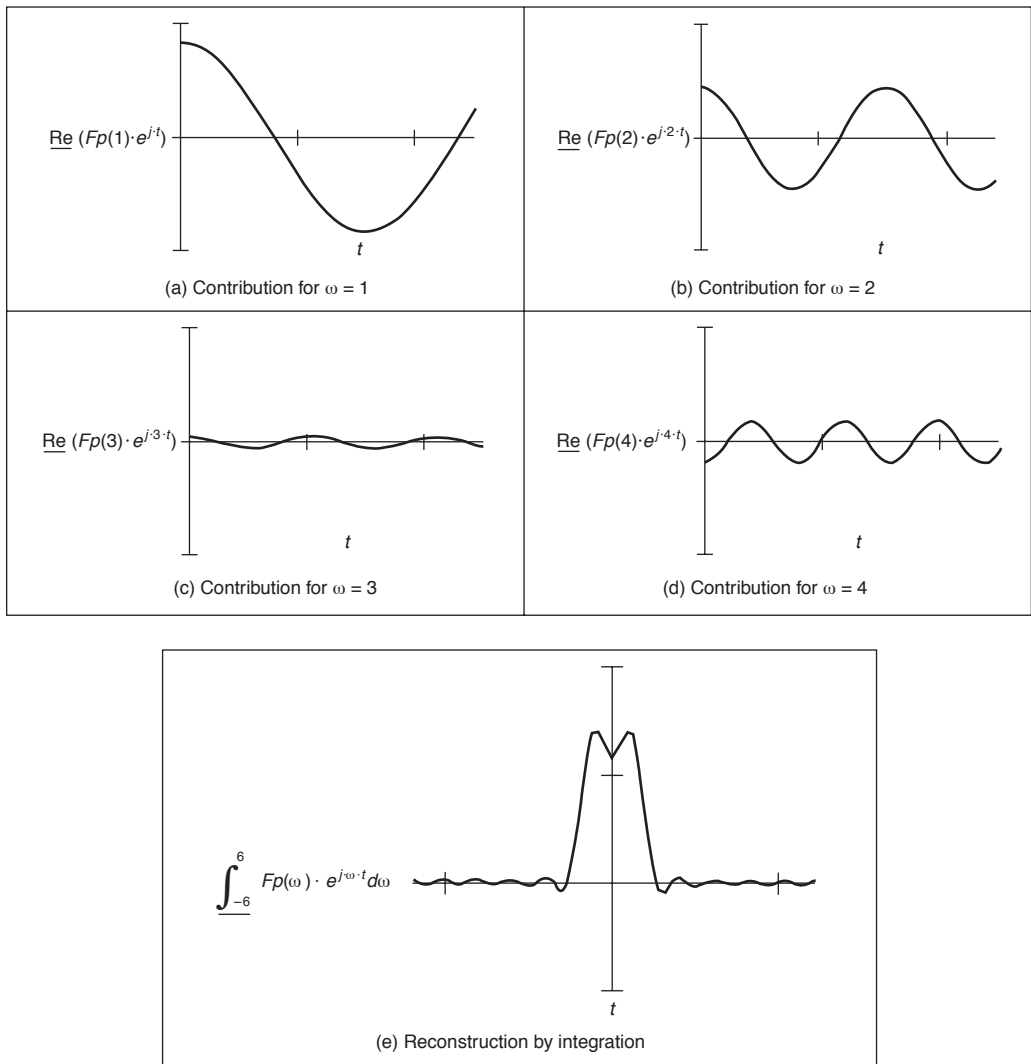 Re (Fp(1)·e^{j·t})
t
(a) Contribution for ω = 1
Re (Fp(2)·e^{j·2·t})
t
(b) Contribution for ω = 2
Re (Fp(3)·e^{j·3·t})
t
(c) Contribution for ω = 3
Re (Fp(4)·e^{j·4·t})
t
(d) Contribution for ω = 4
∫_{-6}^{6} Fp(ω)·e^{j·ω·t}dω
t
(e) Reconstruction by integration